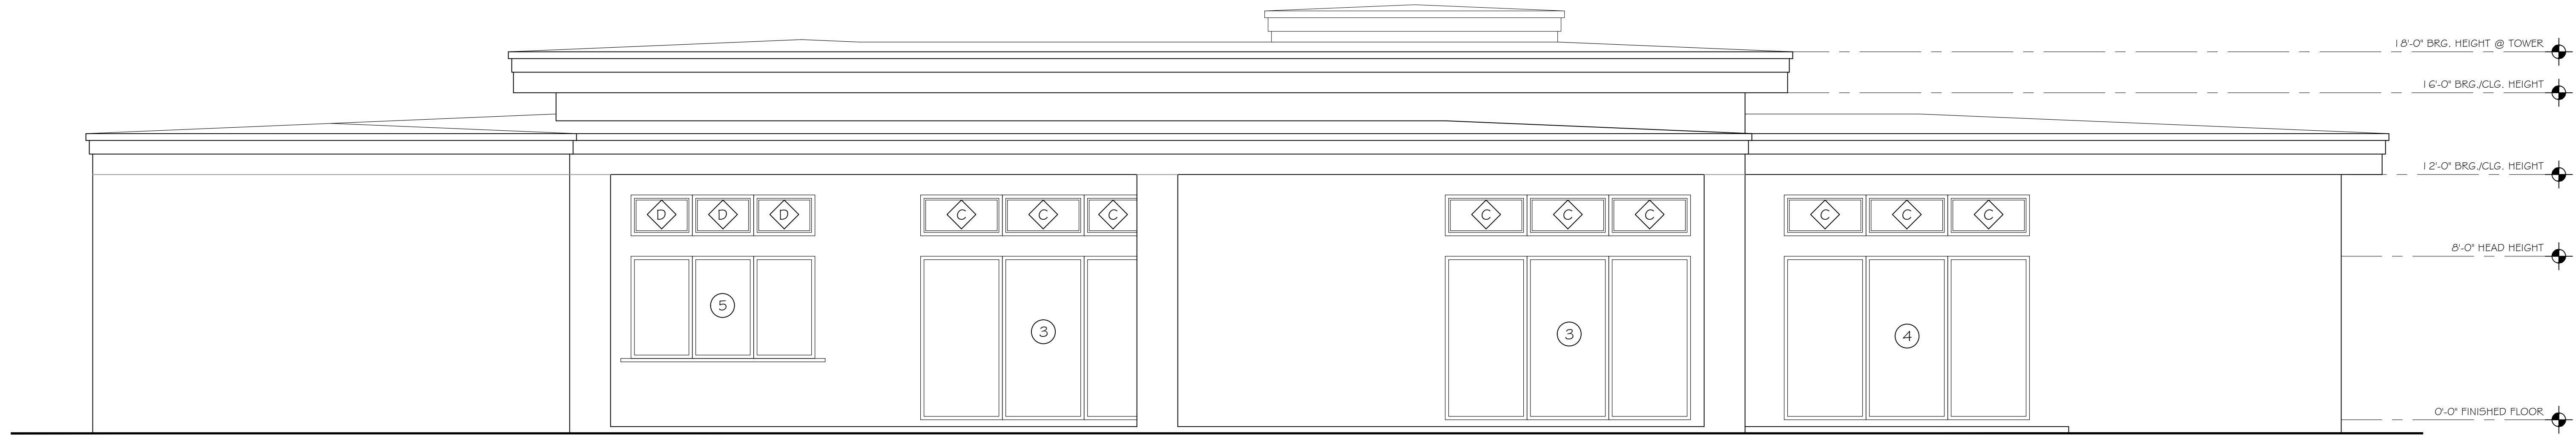 18'-0" BRG. HEIGHT @ TOWER
16'-0" BRG./CLG. HEIGHT
12'-0" BRG./CLG. HEIGHT
D D D C C C C C C C C C
8'-0" HEAD HEIGHT
5 3 3 4
0'-0" FINISHED FLOOR